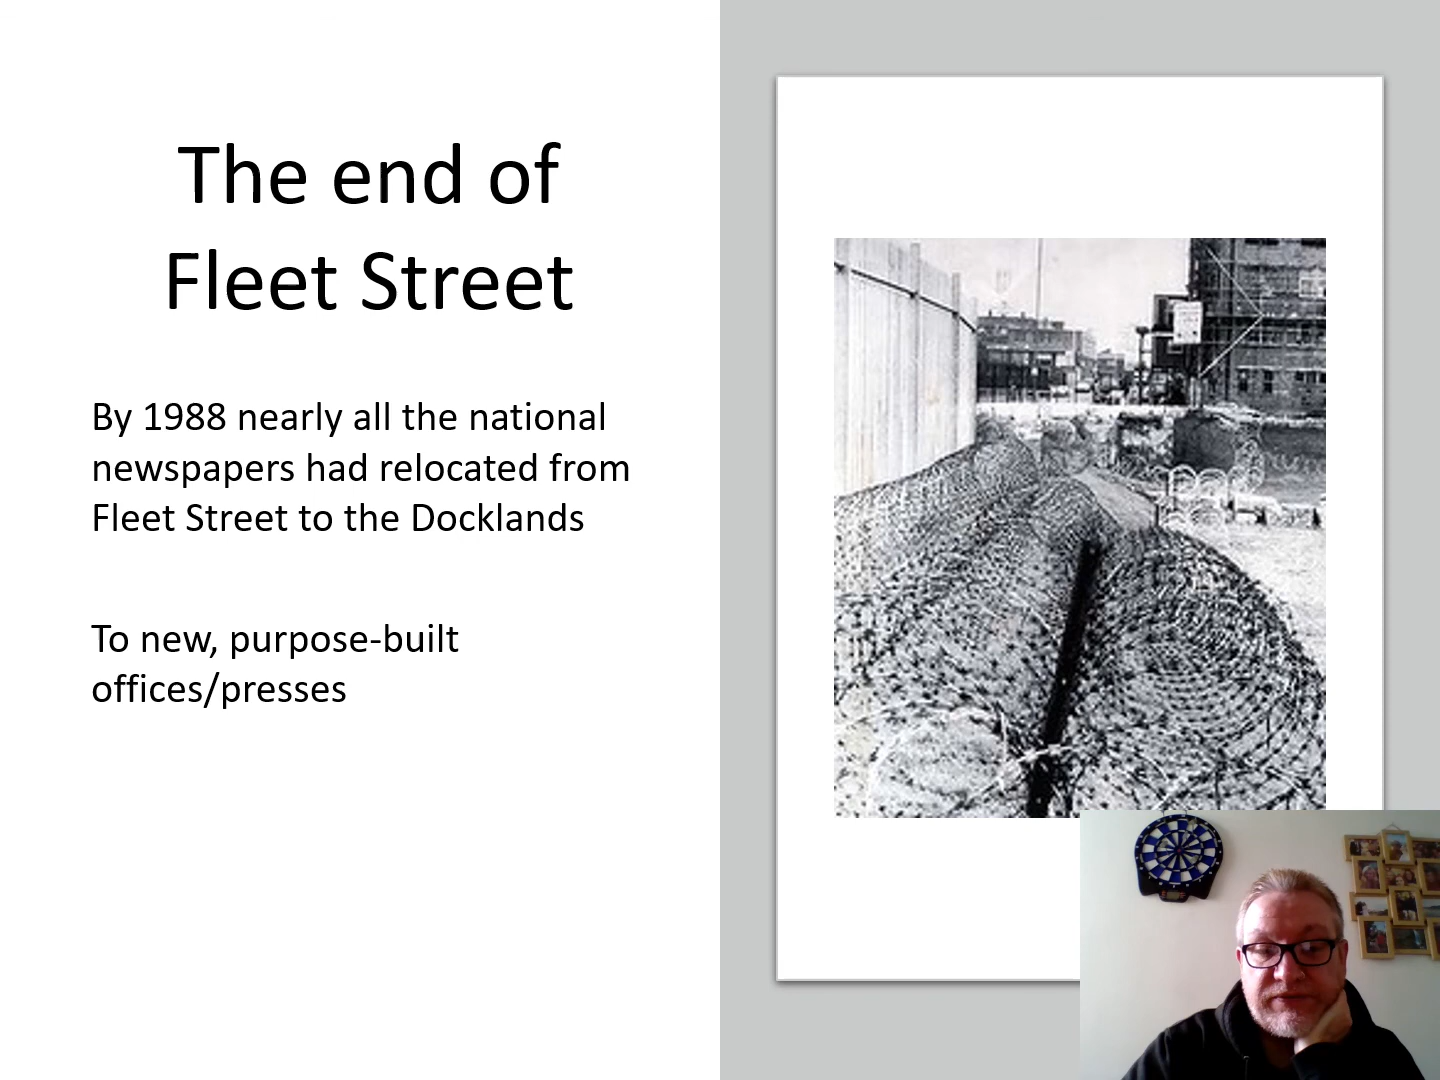 The end of
Fleet Street
By 1988 nearly all the national
newspapers had relocated from
Fleet Street to the Docklands
To new, purpose-built
offices/presses